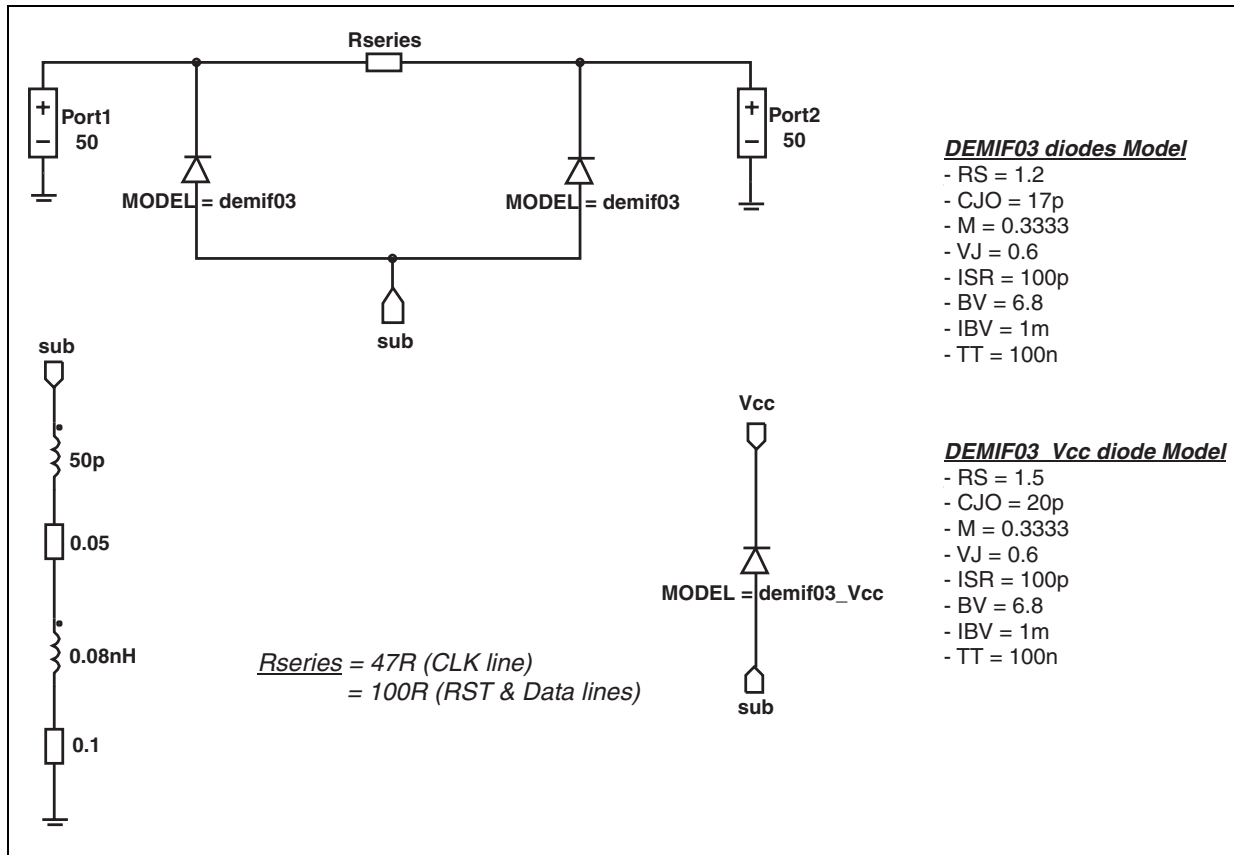 Rseries
+
−
Port1
50
MODEL = demif03
MODEL = demif03
+
−
Port2
50
sub
sub
50p
0.05
0.08nH
0.1
Rseries = 47R (CLK line)
= 100R (RST & Data lines)
Vcc
MODEL = demif03_Vcc
sub
DEMIF03 diodes Model
- RS = 1.2
- CJO = 17p
- M = 0.3333
- VJ = 0.6
- ISR = 100p
- BV = 6.8
- IBV = 1m
- TT = 100n
DEMIF03_Vcc diode Model
- RS = 1.5
- CJO = 20p
- M = 0.3333
- VJ = 0.6
- ISR = 100p
- BV = 6.8
- IBV = 1m
- TT = 100n